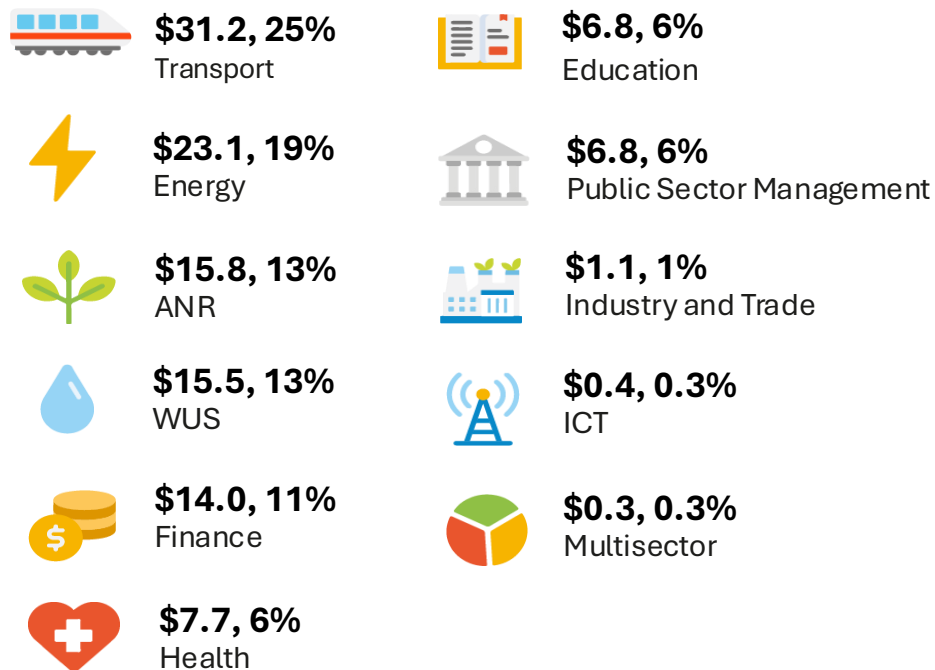 $31.2, 25%
Transport
$23.1, 19%
Energy
$15.8, 13%
ANR
$15.5, 13%
WUS
$14.0, 11%
$
Finance
$7.7, 6%
Health
$6.8, 6%
Education
$6.8, 6%
Public Sector Management
$1.1, 1%
Industry and Trade
$0.4, 0.3%
ICT
$0.3, 0.3%
Multisector